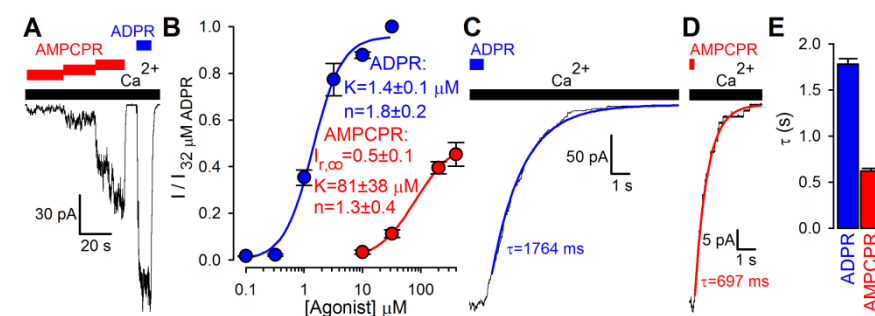 A
AMPCPR
ADPR
Ca2+
30 pA
20 s
B
I / I32 μM ADPR
1.0
0.8
0.6
0.4
0.2
0.0
ADPR:
K=1.4±0.1 μM
n=1.8±0.2
AMPCPR:
Ir,∞=0.5±0.1
K=81±38 μM
n=1.3±0.4
0.1 1 10 100
[Agonist] μM
C
ADPR
Ca2+
50 pA
1 s
τ=1764 ms
D
AMPCPR
Ca2+
5 pA
1 s
τ=697 ms
E
τ (s)
2.0
1.5
1.0
0.5
0.0
ADPR
AMPCPR